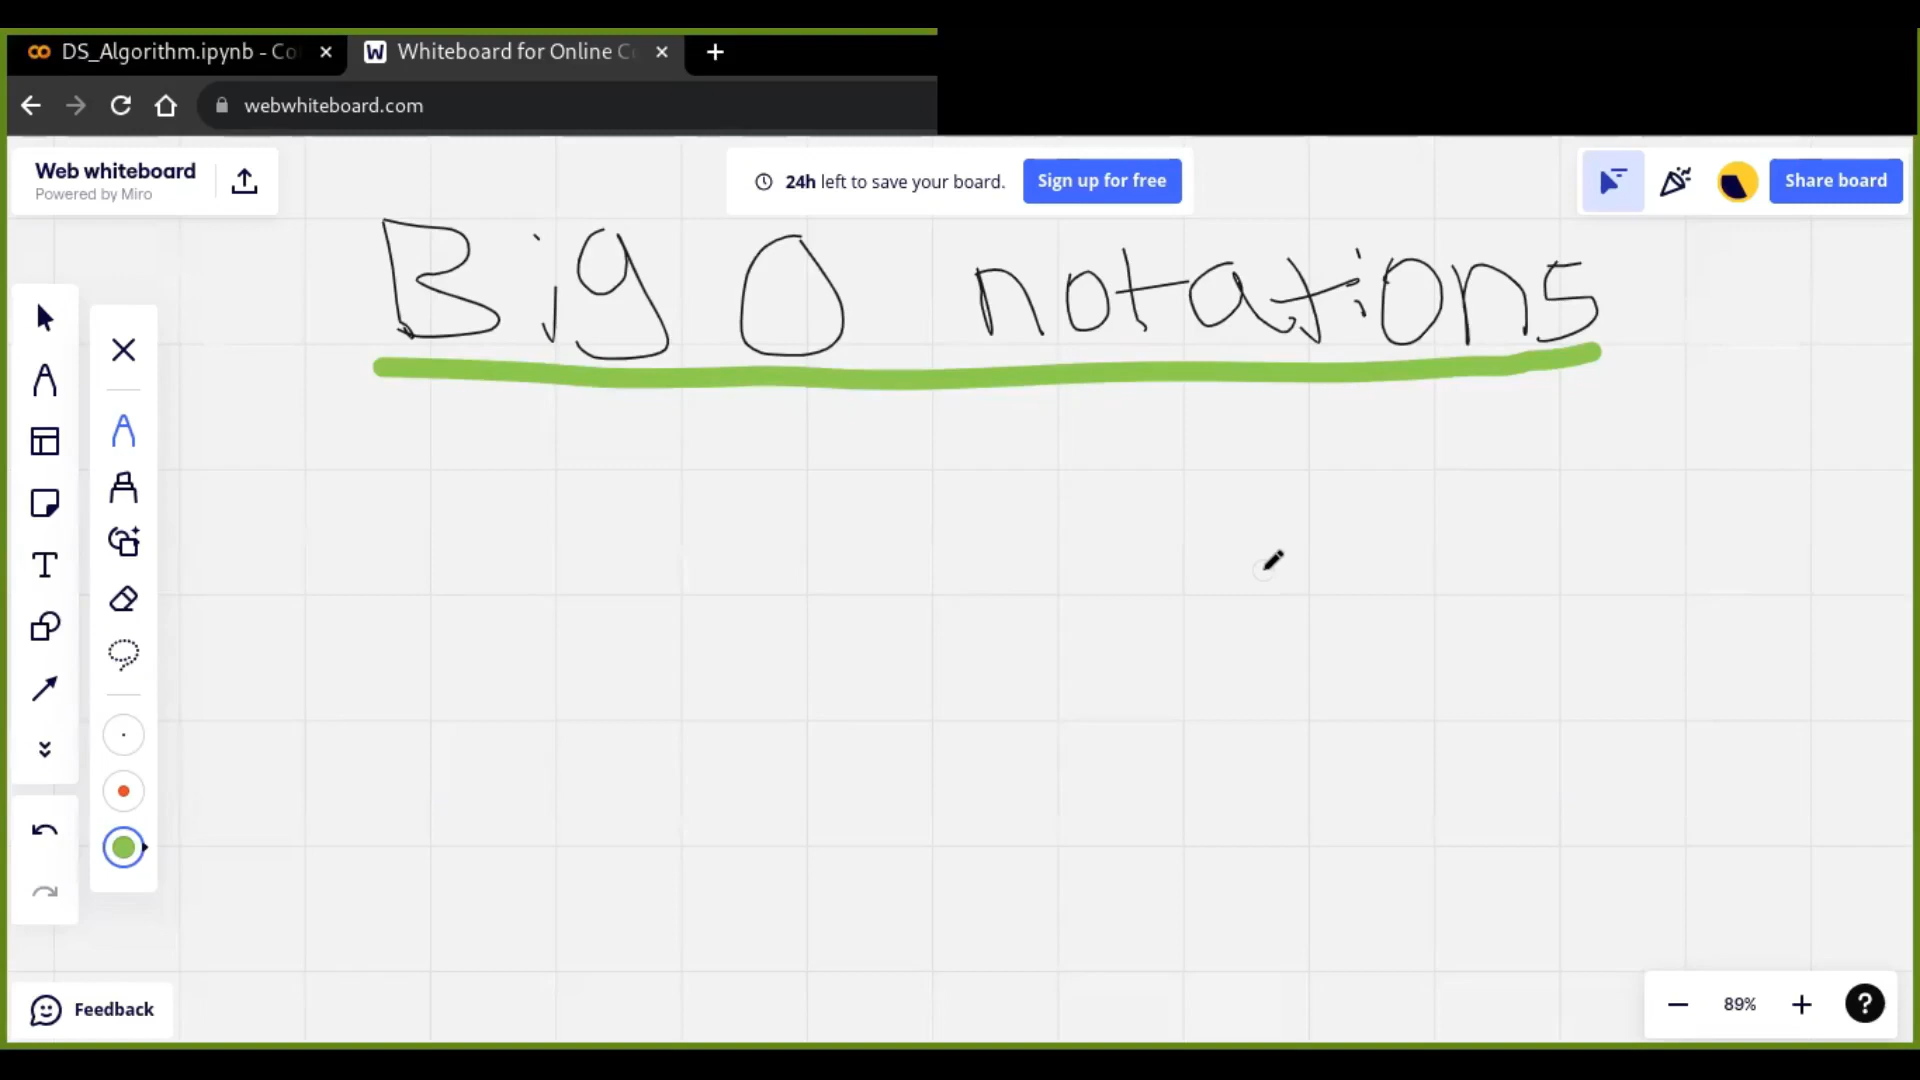 DS_Algorithm.ipynb - Co
Whiteboard for Online C
webwhiteboard.com
Web whiteboard
Powered by Miro
24h left to save your board.
Sign up for free
Share board
Big O notations
Feedback
89%